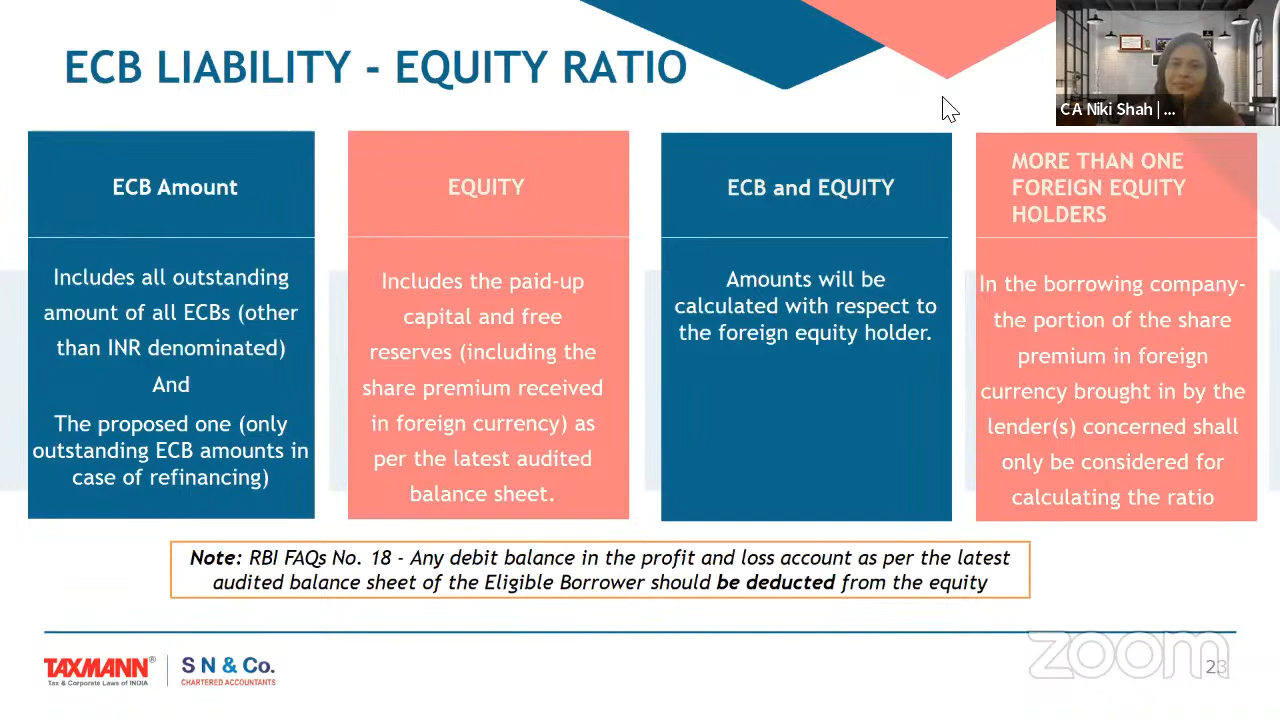 ECB LIABILITY - EQUITY RATIO
CA Niki Shah | ...
ECB Amount
Includes all outstanding
amount of all ECBs (other
than INR denominated)
And
The proposed one (only
outstanding ECB amounts in
case of refinancing)
EQUITY
Includes the paid-up
capital and free
reserves (including the
share premium received
in foreign currency) as
per the latest audited
balance sheet.
ECB and EQUITY
Amounts will be
calculated with respect to
the foreign equity holder.
MORE THAN ONE
FOREIGN EQUITY
HOLDERS
In the borrowing company-
the portion of the share
premium in foreign
currency brought in by the
lender(s) concerned shall
only be considered for
calculating the ratio
Note: RBI FAQs No. 18 - Any debit balance in the profit and loss account as per the latest
audited balance sheet of the Eligible Borrower should be deducted from the equity
TAXMANN®
Tax & Corporate Laws of INDIA
S N & Co.
CHARTERED ACCOUNTANTS
zoom
23